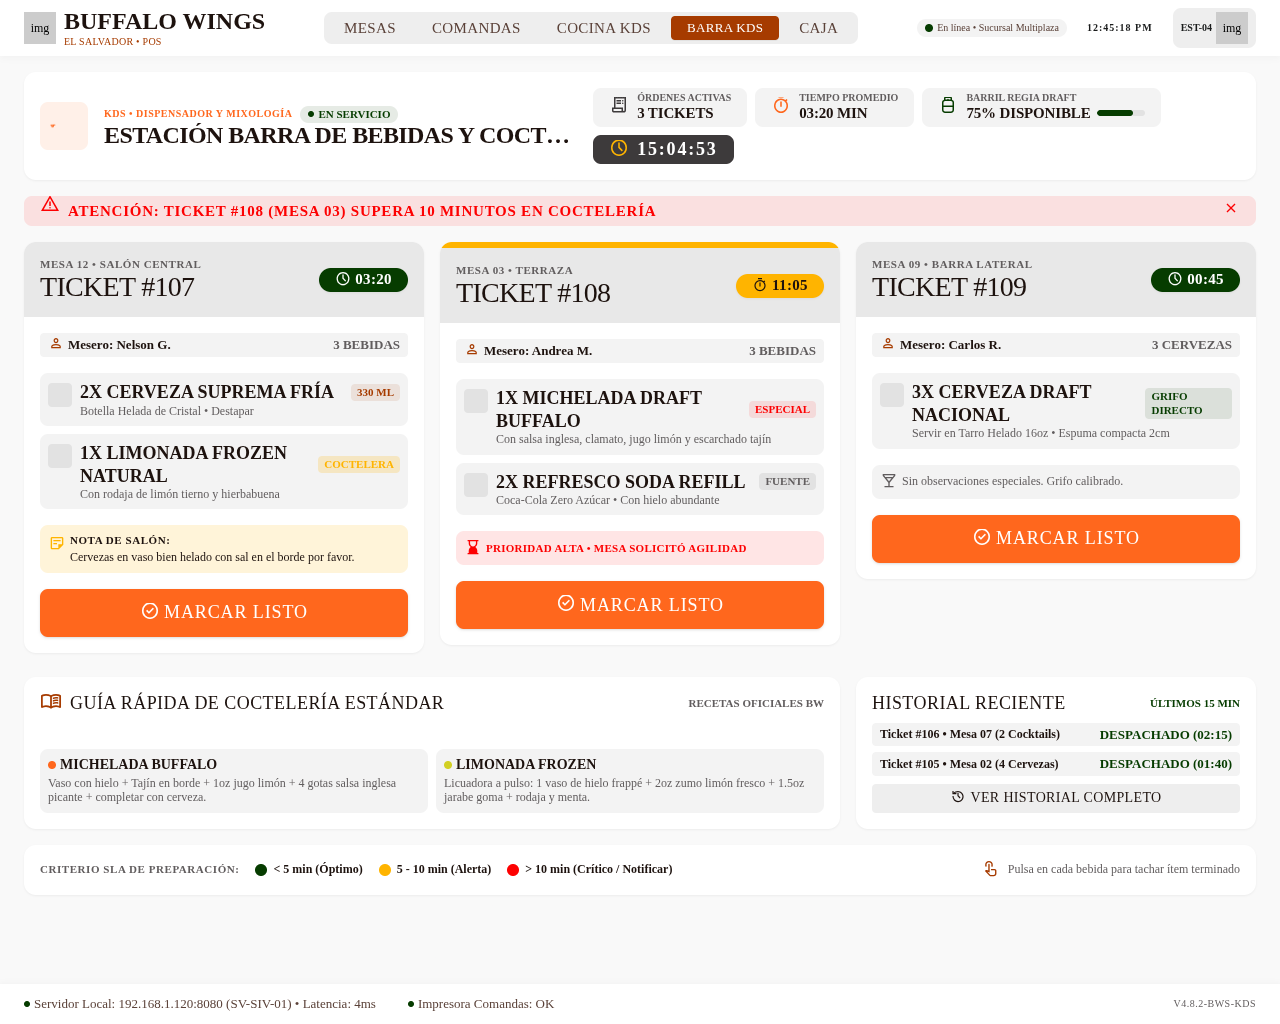 img
BUFFALO WINGS
EL SALVADOR • POS
MESAS
COMANDAS
COCINA KDS
BARRA KDS
CAJA
En línea • Sucursal Multiplaza
12:45:18 PM
EST-04
img
KDS • DISPENSADOR Y MIXOLOGÍA
EN SERVICIO
ESTACIÓN BARRA DE BEBIDAS Y COCT…
ÓRDENES ACTIVAS
3 TICKETS
TIEMPO PROMEDIO
03:20 MIN
BARRIL REGIA DRAFT
75% DISPONIBLE
15:04:53
ATENCIÓN: TICKET #108 (MESA 03) SUPERA 10 MINUTOS EN COCTELERÍA
MESA 12 • SALÓN CENTRAL
TICKET #107
03:20
Mesero: Nelson G.
3 BEBIDAS
2X CERVEZA SUPREMA FRÍA
330 ML
Botella Helada de Cristal • Destapar
1X LIMONADA FROZEN
NATURAL
COCTELERA
Con rodaja de limón tierno y hierbabuena
NOTA DE SALÓN:
Cervezas en vaso bien helado con sal en el borde por favor.
MARCAR LISTO
MESA 03 • TERRAZA
TICKET #108
11:05
Mesero: Andrea M.
3 BEBIDAS
1X MICHELADA DRAFT
BUFFALO
ESPECIAL
Con salsa inglesa, clamato, jugo limón y escarchado tajín
2X REFRESCO SODA REFILL
FUENTE
Coca-Cola Zero Azúcar • Con hielo abundante
PRIORIDAD ALTA • MESA SOLICITÓ AGILIDAD
MARCAR LISTO
MESA 09 • BARRA LATERAL
TICKET #109
00:45
Mesero: Carlos R.
3 CERVEZAS
3X CERVEZA DRAFT
NACIONAL
GRIFO
DIRECTO
Servir en Tarro Helado 16oz • Espuma compacta 2cm
Sin observaciones especiales. Grifo calibrado.
MARCAR LISTO
GUÍA RÁPIDA DE COCTELERÍA ESTÁNDAR
RECETAS OFICIALES BW
MICHELADA BUFFALO
Vaso con hielo + Tajín en borde + 1oz jugo limón + 4 gotas salsa inglesa
picante + completar con cerveza.
LIMONADA FROZEN
Licuadora a pulso: 1 vaso de hielo frappé + 2oz zumo limón fresco + 1.5oz
jarabe goma + rodaja y menta.
HISTORIAL RECIENTE
ÚLTIMOS 15 MIN
Ticket #106 • Mesa 07 (2 Cocktails)
DESPACHADO (02:15)
Ticket #105 • Mesa 02 (4 Cervezas)
DESPACHADO (01:40)
VER HISTORIAL COMPLETO
CRITERIO SLA DE PREPARACIÓN:
< 5 min (Óptimo)
5 - 10 min (Alerta)
> 10 min (Crítico / Notificar)
Pulsa en cada bebida para tachar ítem terminado
Servidor Local: 192.168.1.120:8080 (SV-SIV-01) • Latencia: 4ms
Impresora Comandas: OK
V4.8.2-BWS-KDS